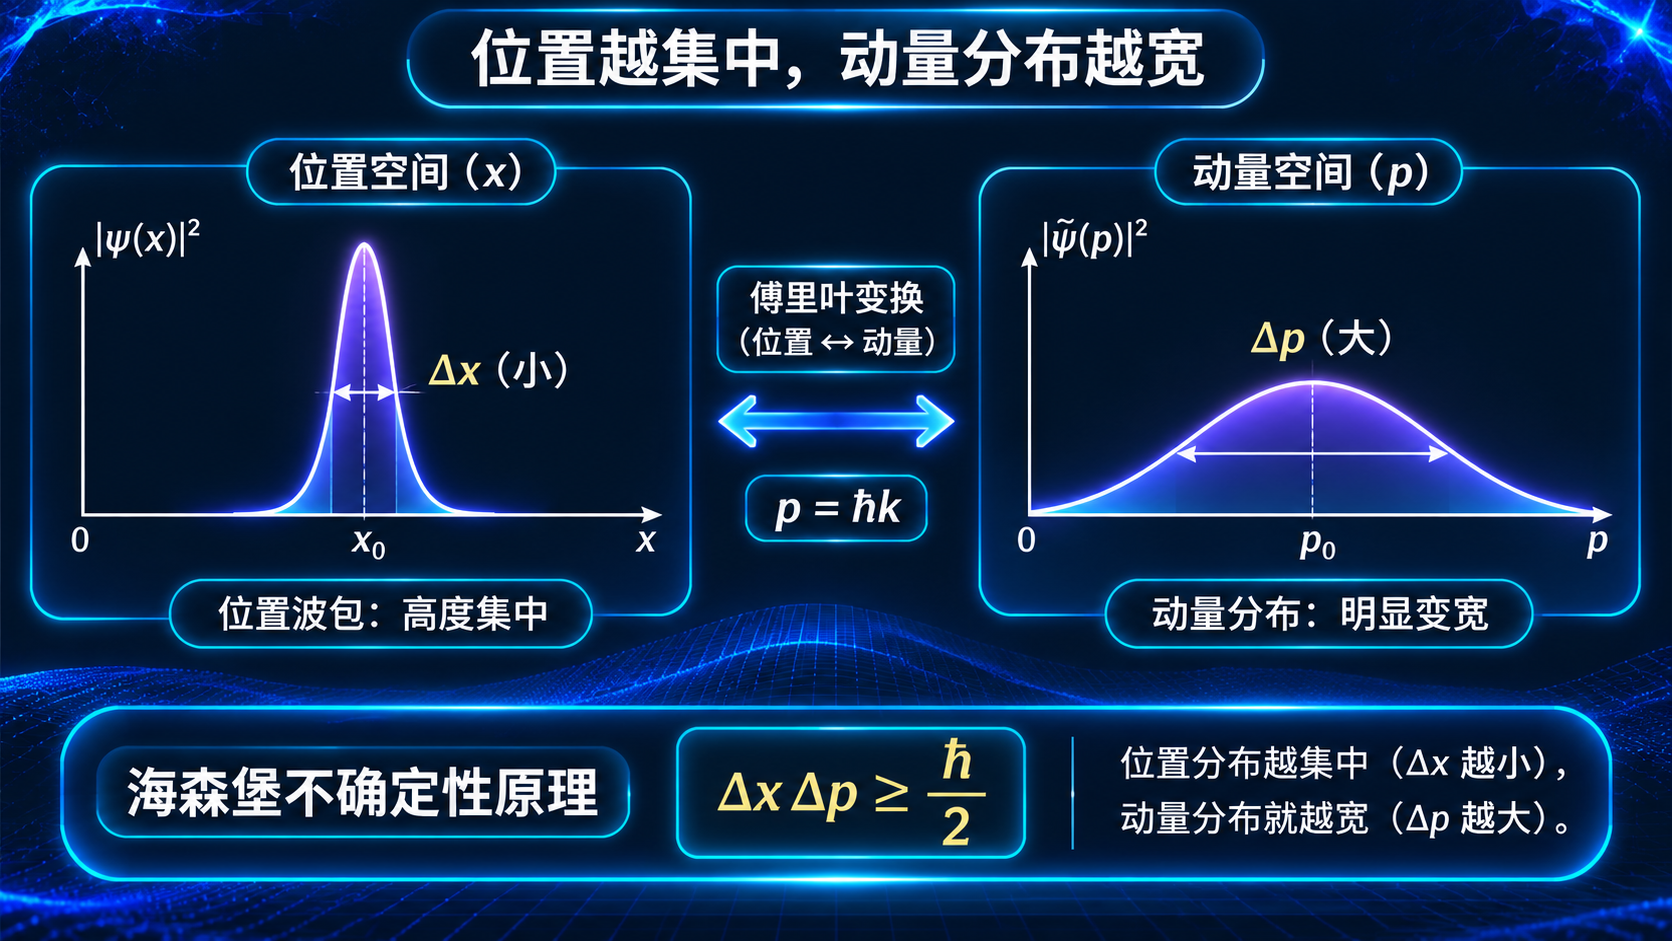 位置越集中，动量分布越宽
位置空间（x）
|ψ(x)|²
Δx（小）
0
x₀
x
位置波包：高度集中
傅里叶变换
（位置 ↔ 动量）
p = ħk
动量空间（p）
|ψ̃(p)|²
Δp（大）
0
p₀
p
动量分布：明显变宽
海森堡不确定性原理
Δx Δp ≥ ħ/2
位置分布越集中（Δx 越小），
动量分布就越宽（Δp 越大）。